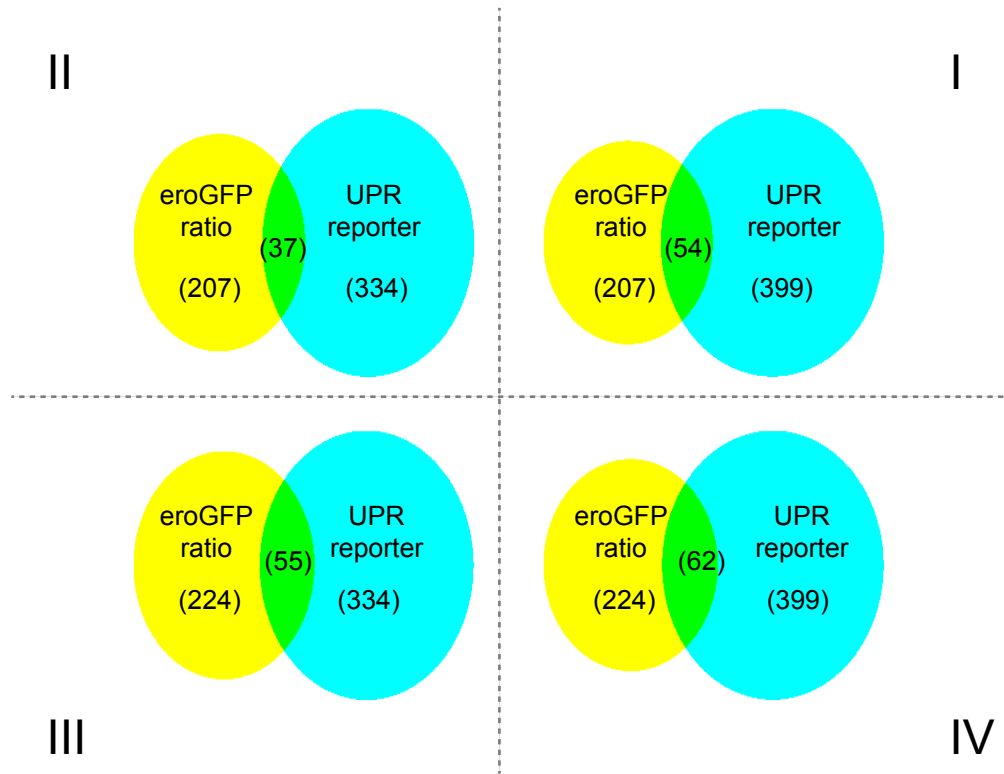 II
eroGFP
ratio
(207)
(37)
UPR
reporter
(334)
I
eroGFP
ratio
(207)
(54)
UPR
reporter
(399)
eroGFP
ratio
(224)
(55)
UPR
reporter
(334)
III
eroGFP
ratio
(224)
(62)
UPR
reporter
(399)
IV